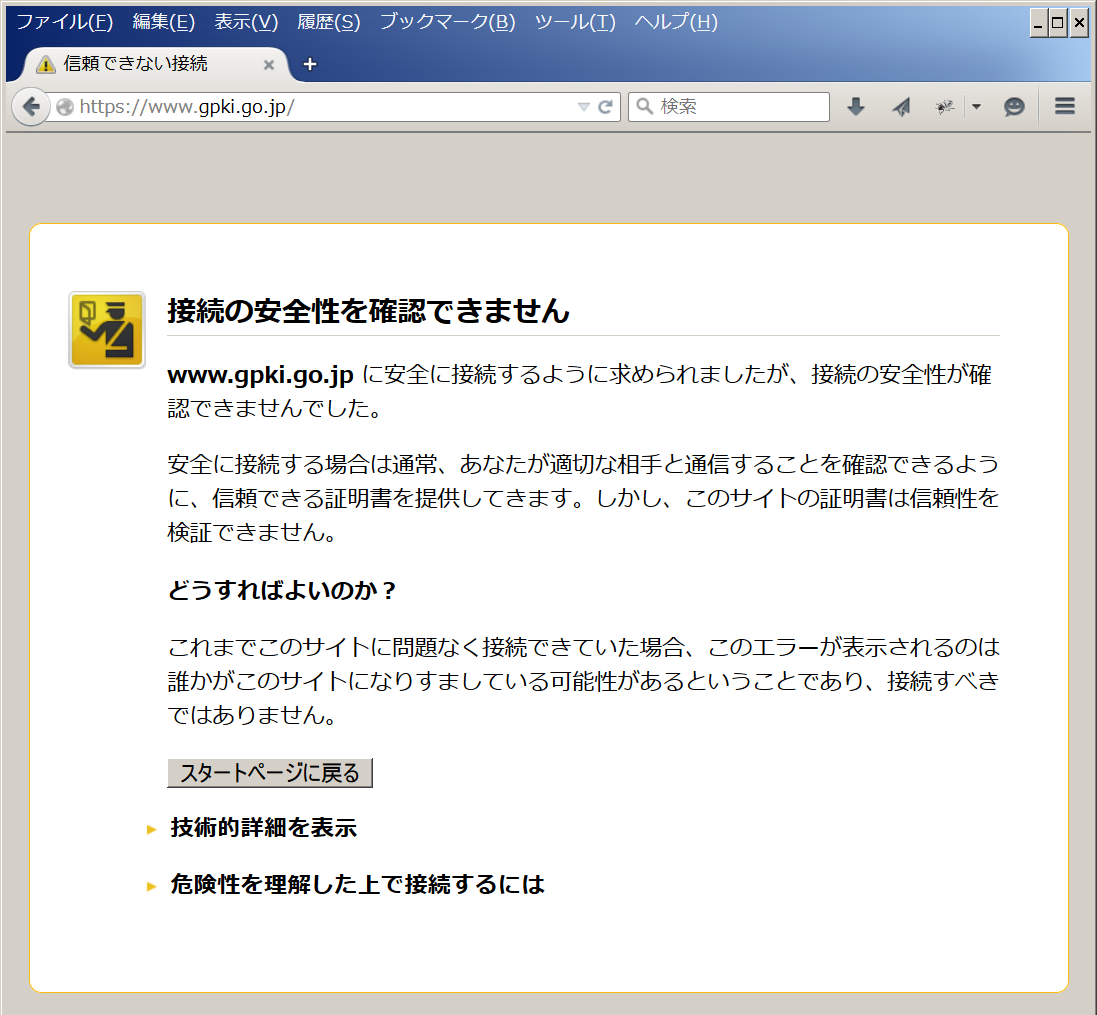 ファイル(F) 編集(E) 表示(V) 履歴(S) ブックマーク(B) ツール(T) ヘルプ(H)
信頼できない接続
https://www.gpki.go.jp/
検索
接続の安全性を確認できません
www.gpki.go.jp に安全に接続するように求められましたが、接続の安全性が確
認できませんでした。
安全に接続する場合は通常、あなたが適切な相手と通信することを確認できるよう
に、信頼できる証明書を提供してきます。しかし、このサイトの証明書は信頼性を
検証できません。
どうすればよいのか？
これまでこのサイトに問題なく接続できていた場合、このエラーが表示されるのは
誰かがこのサイトになりすましている可能性があるということであり、接続すべき
ではありません。
スタートページに戻る
技術的詳細を表示
危険性を理解した上で接続するには